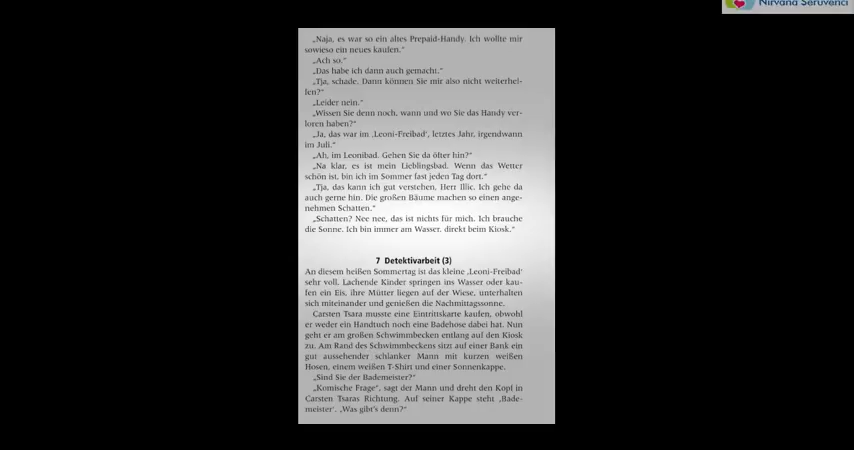 Nirvana Serüvenci
„Naja, es war so ein altes Prepaid-Handy. Ich wollte mir
sowieso ein neues kaufen.“
„Ach so.“
„Das habe ich dann auch gemacht.“
„Tja, schade. Dann können Sie mir also nicht weiterhel-
fen?“
„Leider nein.“
„Wissen Sie denn noch, wann und wo Sie das Handy ver-
loren haben?“
„Ja, das war im ‚Leoni-Freibad‘, letztes Jahr, irgendwann
im Juli.“
„Ah, im Leonibad. Gehen Sie da öfter hin?“
„Na klar, es ist mein Lieblingsbad. Wenn das Wetter
schön ist, bin ich im Sommer fast jeden Tag dort.“
„Tja, das kann ich gut verstehen, Herr Illic. Ich gehe da
auch gerne hin. Die großen Bäume machen so einen ange-
nehmen Schatten.“
„Schatten? Nee nee, das ist nichts für mich. Ich brauche
die Sonne. Ich bin immer am Wasser, direkt beim Kiosk.“
7 Detektivarbeit (3)
An diesem heißen Sommertag ist das kleine ‚Leoni-Freibad‘
sehr voll. Lachende Kinder springen ins Wasser oder kau-
fen ein Eis, ihre Mütter liegen auf der Wiese, unterhalten
sich miteinander und genießen die Nachmittagssonne.
Carsten Tsara musste eine Eintrittskarte kaufen, obwohl
er weder ein Handtuch noch eine Badehose dabei hat. Nun
geht er am großen Schwimmbecken entlang auf den Kiosk
zu. Am Rand des Schwimmbeckens sitzt auf einer Bank ein
gut aussehender schlanker Mann mit kurzen weißen
Hosen, einem weißen T-Shirt und einer Sonnenkappe.
„Sind Sie der Bademeister?“
„Komische Frage“, sagt der Mann und dreht den Kopf in
Carsten Tsaras Richtung. Auf seiner Kappe steht ‚Bade-
meister‘. „Was gibt’s denn?“